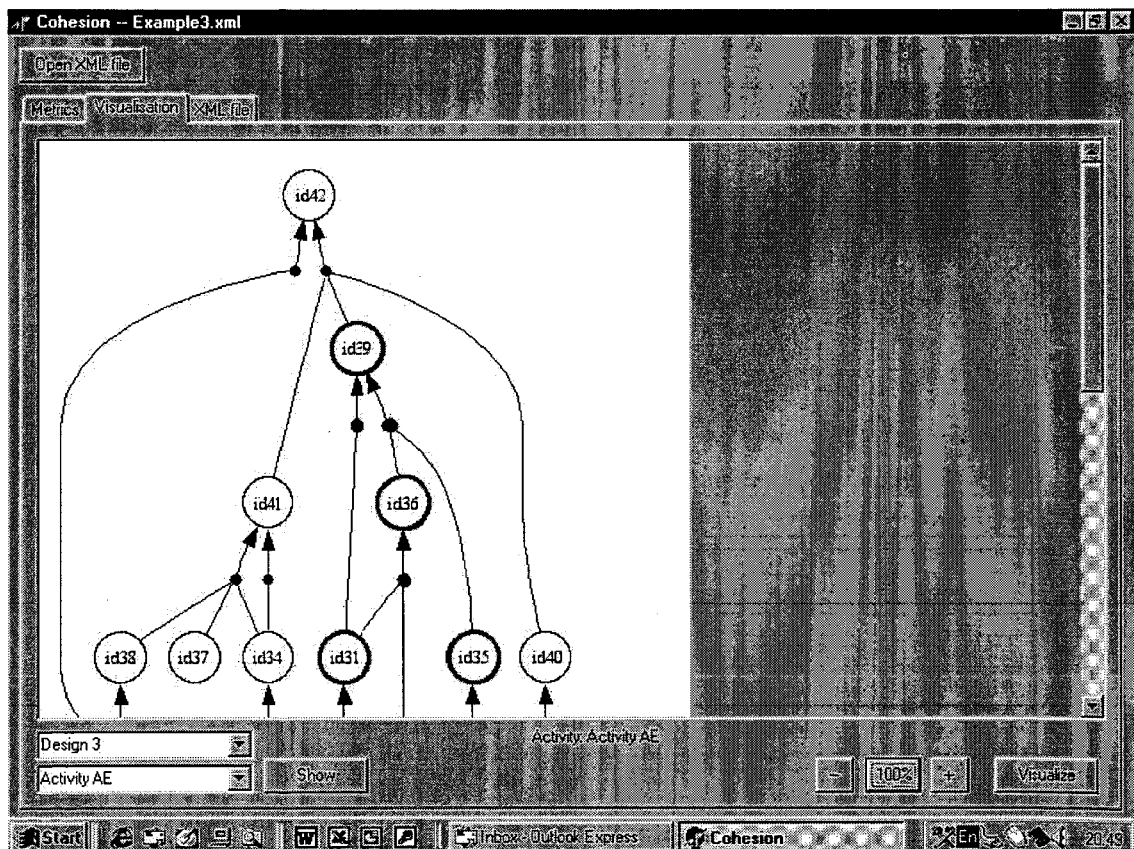 Cohesion -- Example3.xml
Open XML file
Metrics Visualisation XML file
id42
id39
id41 id36
id38 id37 id34 id31 id35 id40
Design 3
Activity: Activity AE
Activity AE Show - 100% + Visualize
Start Inbox - Outlook Express Cohesion En 20:49